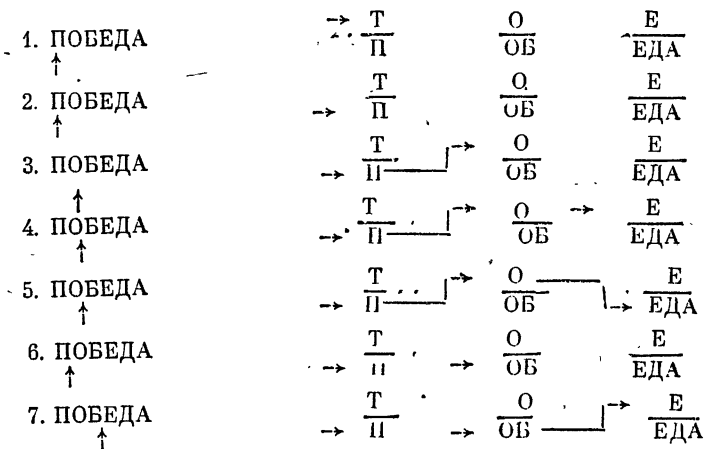 1. ПОБЕДА → Т О Е
П ОБ ЕДА
2. ПОБЕДА Т О Е
→ П ОБ ЕДА
3. ПОБЕДА Т → О Е
→ П ОБ ЕДА
4. ПОБЕДА Т → О → Е
→ П ОБ ЕДА
5. ПОБЕДА Т → О Е
→ П ОБ → ЕДА
6. ПОБЕДА Т О Е
→ П → ОБ ЕДА
7. ПОБЕДА Т О → Е
→ П → ОБ ЕДА